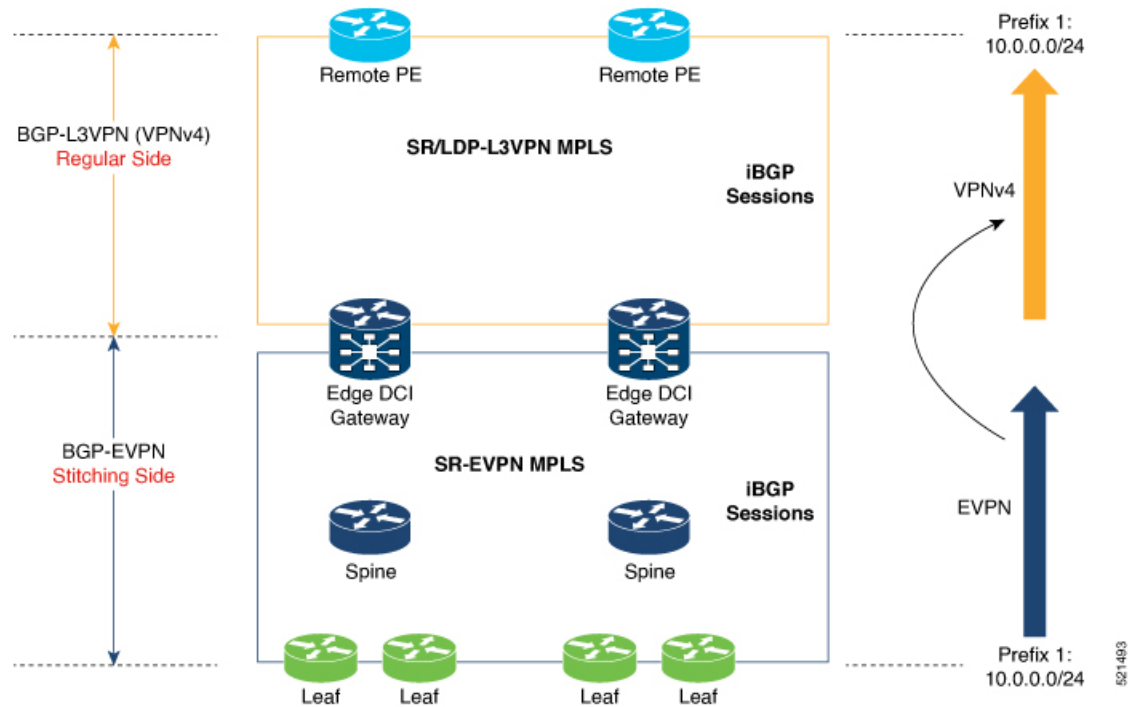 Prefix 1:
10.0.0.0/24
Remote PE
Remote PE
BGP-L3VPN (VPNv4)
Regular Side
SR/LDP-L3VPN MPLS
iBGP
Sessions
VPNv4
Edge DCI
Gateway
Edge DCI
Gateway
BGP-EVPN
Stitching Side
SR-EVPN MPLS
iBGP
Sessions
EVPN
Spine
Spine
Leaf
Leaf
Leaf
Leaf
Prefix 1:
10.0.0.0/24
521493